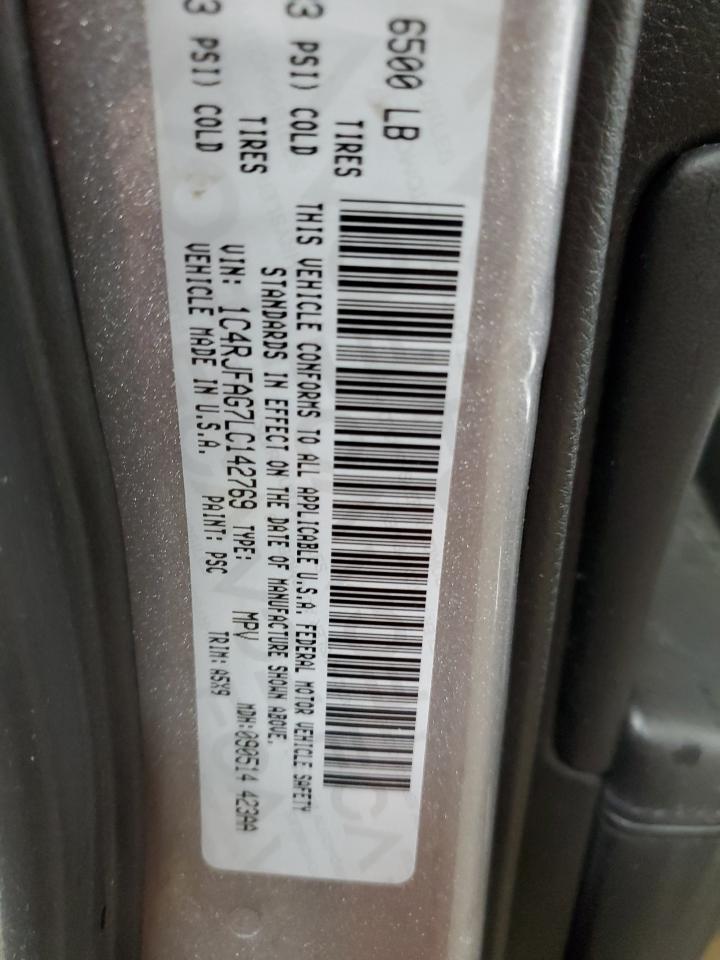 6500 LB
TIRES
3 PSI) COLD
TIRES
3 PSI) COLD
THIS VEHICLE CONFORMS TO ALL APPLICABLE U.S.A. FEDERAL MOTOR VEHICLE SAFETY
STANDARDS IN EFFECT ON THE DATE OF MANUFACTURE SHOWN ABOVE.
VIN: 1C4RJFAG7LC142769 TYPE: MPV MDH:090514 423AA
VEHICLE MADE IN U.S.A. PAINT: PSC TRIM: A5X9